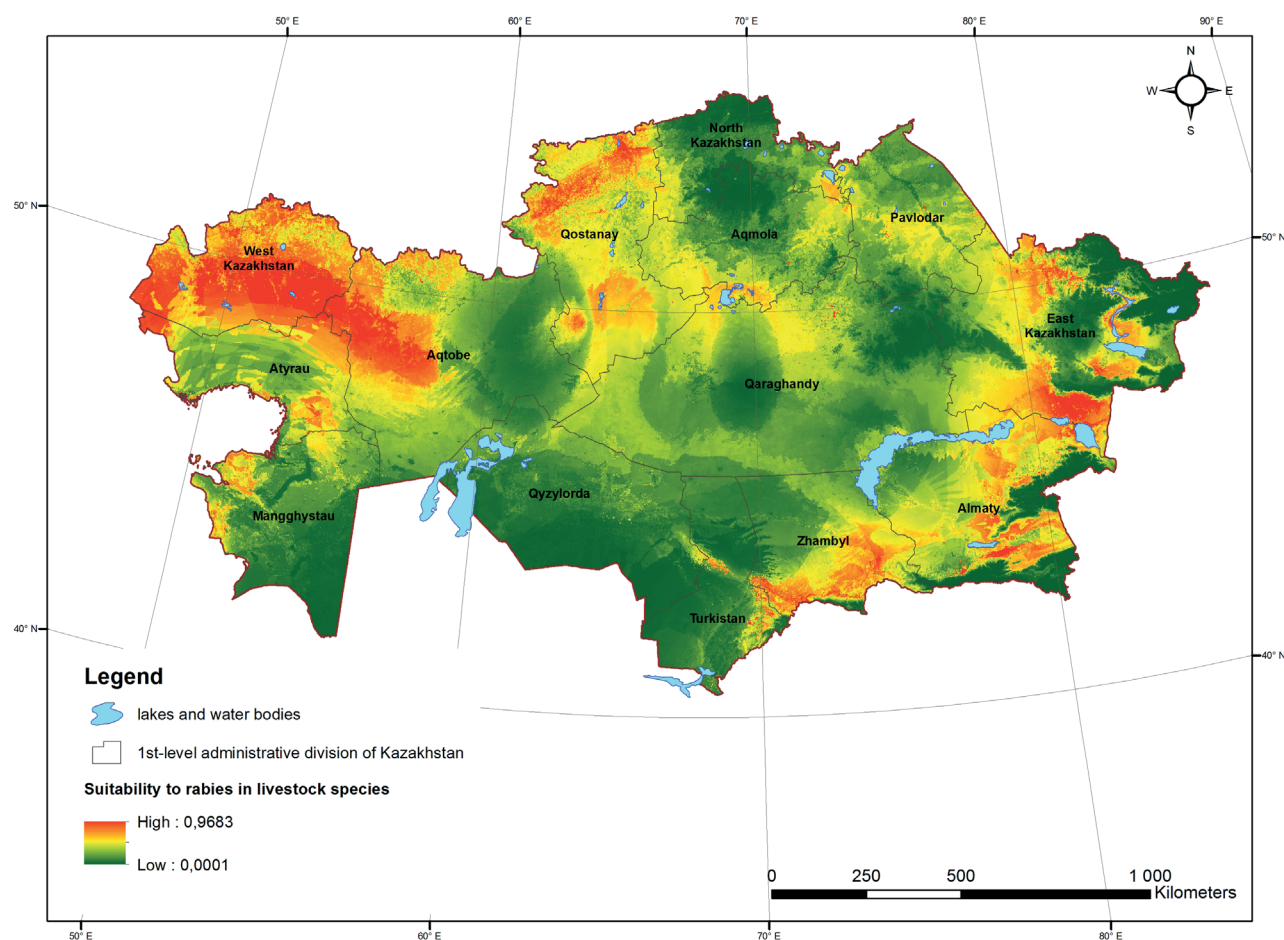 50° E
60° E
70° E
80° E
90° E
N
W
E
S
North
Kazakhstan
50° N
Pavlodar
Qostanay
Aqmola
50° N
West
Kazakhstan
East
Kazakhstan
Aqtobe
Atyrau
Qaraghandy
Qyzylorda
Almaty
Mangghystau
Zhambyl
Turkistan
40° N
40° N
Legend
lakes and water bodies
1st-level administrative division of Kazakhstan
Suitability to rabies in livestock species
High : 0,9683
Low : 0,0001
0
250
500
1 000
Kilometers
50° E
60° E
70° E
80° E